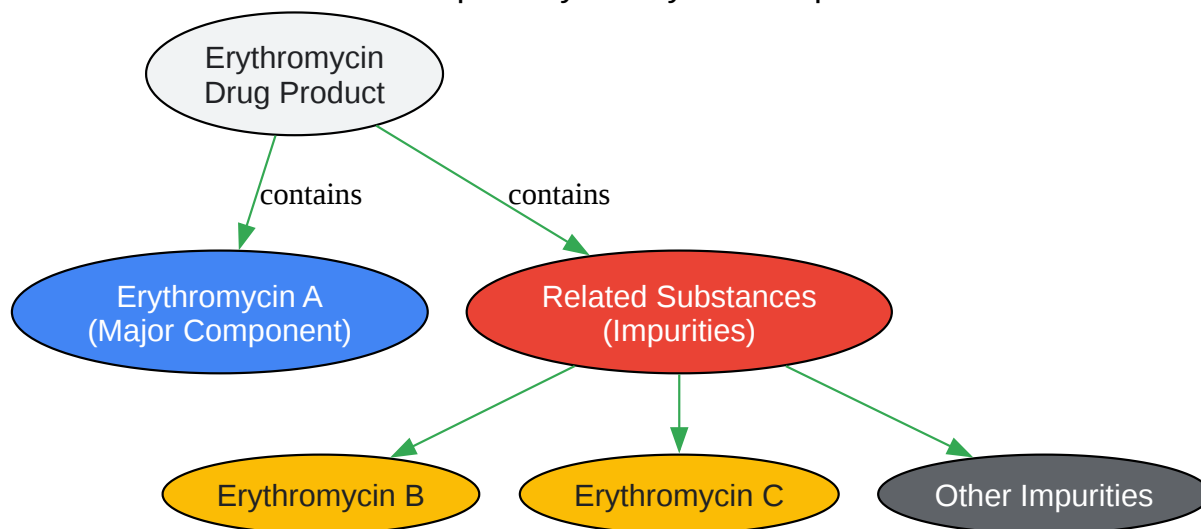 Erythromycin
Drug Product
contains
contains
Erythromycin A
(Major Component)
Related Substances
(Impurities)
Erythromycin B
Erythromycin C
Other Impurities